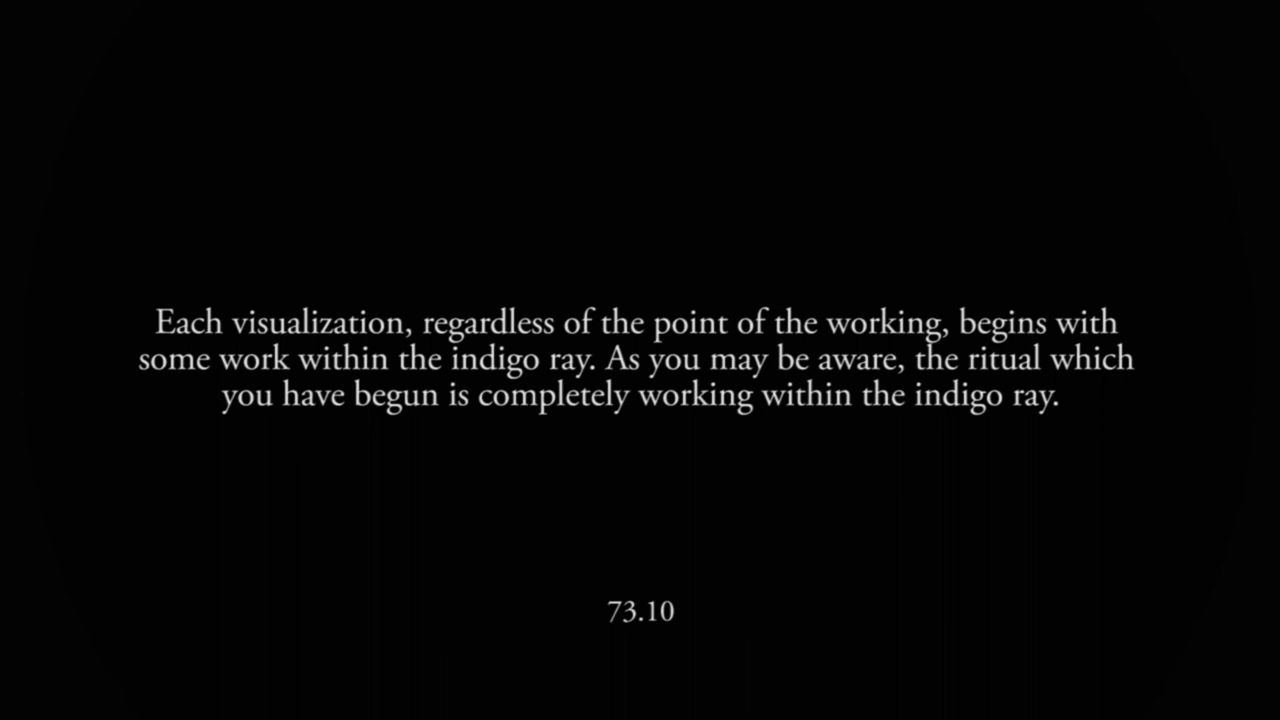 Each visualization, regardless of the point of the working, begins with
some work within the indigo ray. As you may be aware, the ritual which
you have begun is completely working within the indigo ray.
73.10